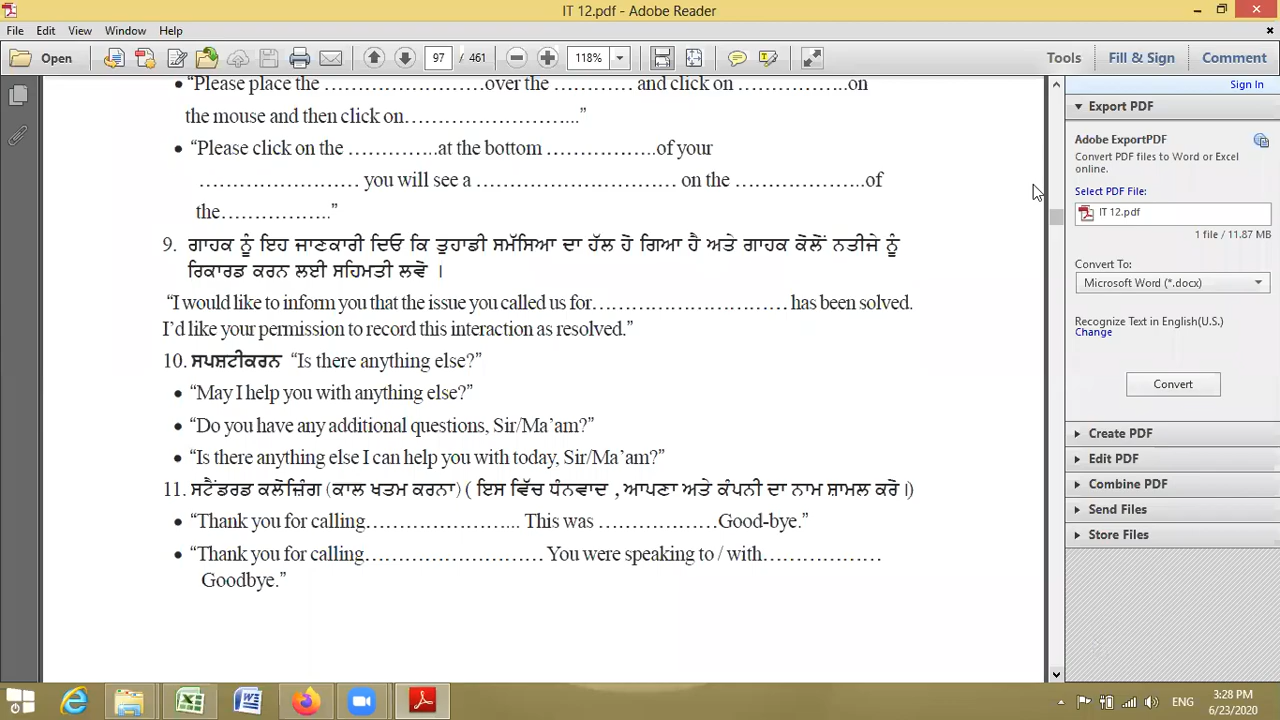 IT 12.pdf - Adobe Reader
File Edit View Window Help
Open 97 / 461 118% Tools Fill & Sign Comment
Sign In
“Please place the ……………………over the ………… and click on ……………..on
the mouse and then click on……………………...”
“Please click on the …………..at the bottom …………….of your
…………………… you will see a ………………………… on the ………………..of
the……………..”
9. ਗਾਹਕ ਨੂੰ ਇਹ ਜਾਣਕਾਰੀ ਦਿਓ ਕਿ ਤੁਹਾਡੀ ਸਮੱਸਿਆ ਦਾ ਹੱਲ ਹੋ ਗਿਆ ਹੈ ਅਤੇ ਗਾਹਕ ਕੋਲੋਂ ਨਤੀਜੇ ਨੂੰ
ਰਿਕਾਰਡ ਕਰਨ ਲਈ ਸਹਿਮਤੀ ਲਵੋ ।
“I would like to inform you that the issue you called us for………………………… has been solved.
I’d like your permission to record this interaction as resolved.”
10. ਸਪਸ਼ਟੀਕਰਨ “Is there anything else?”
“May I help you with anything else?”
“Do you have any additional questions, Sir/Ma’am?”
“Is there anything else I can help you with today, Sir/Ma’am?”
11. ਸਟੈਂਡਰਡ ਕਲੋਜ਼ਿੰਗ (ਕਾਲ ਖਤਮ ਕਰਨਾ) ( ਇਸ ਵਿੱਚ ਧੰਨਵਾਦ , ਆਪਣਾ ਅਤੇ ਕੰਪਨੀ ਦਾ ਨਾਮ ਸ਼ਾਮਲ ਕਰੋ ।)
“Thank you for calling…………………... This was ………………Good-bye.”
“Thank you for calling……………………… You were speaking to / with………………
Goodbye.”
Export PDF
Adobe ExportPDF
Convert PDF files to Word or Excel
online.
Select PDF File:
IT 12.pdf
1 file / 11.87 MB
Convert To:
Microsoft Word (*.docx)
Recognize Text in English(U.S.)
Change
Convert
Create PDF
Edit PDF
Combine PDF
Send Files
Store Files
ENG
3:28 PM
6/23/2020